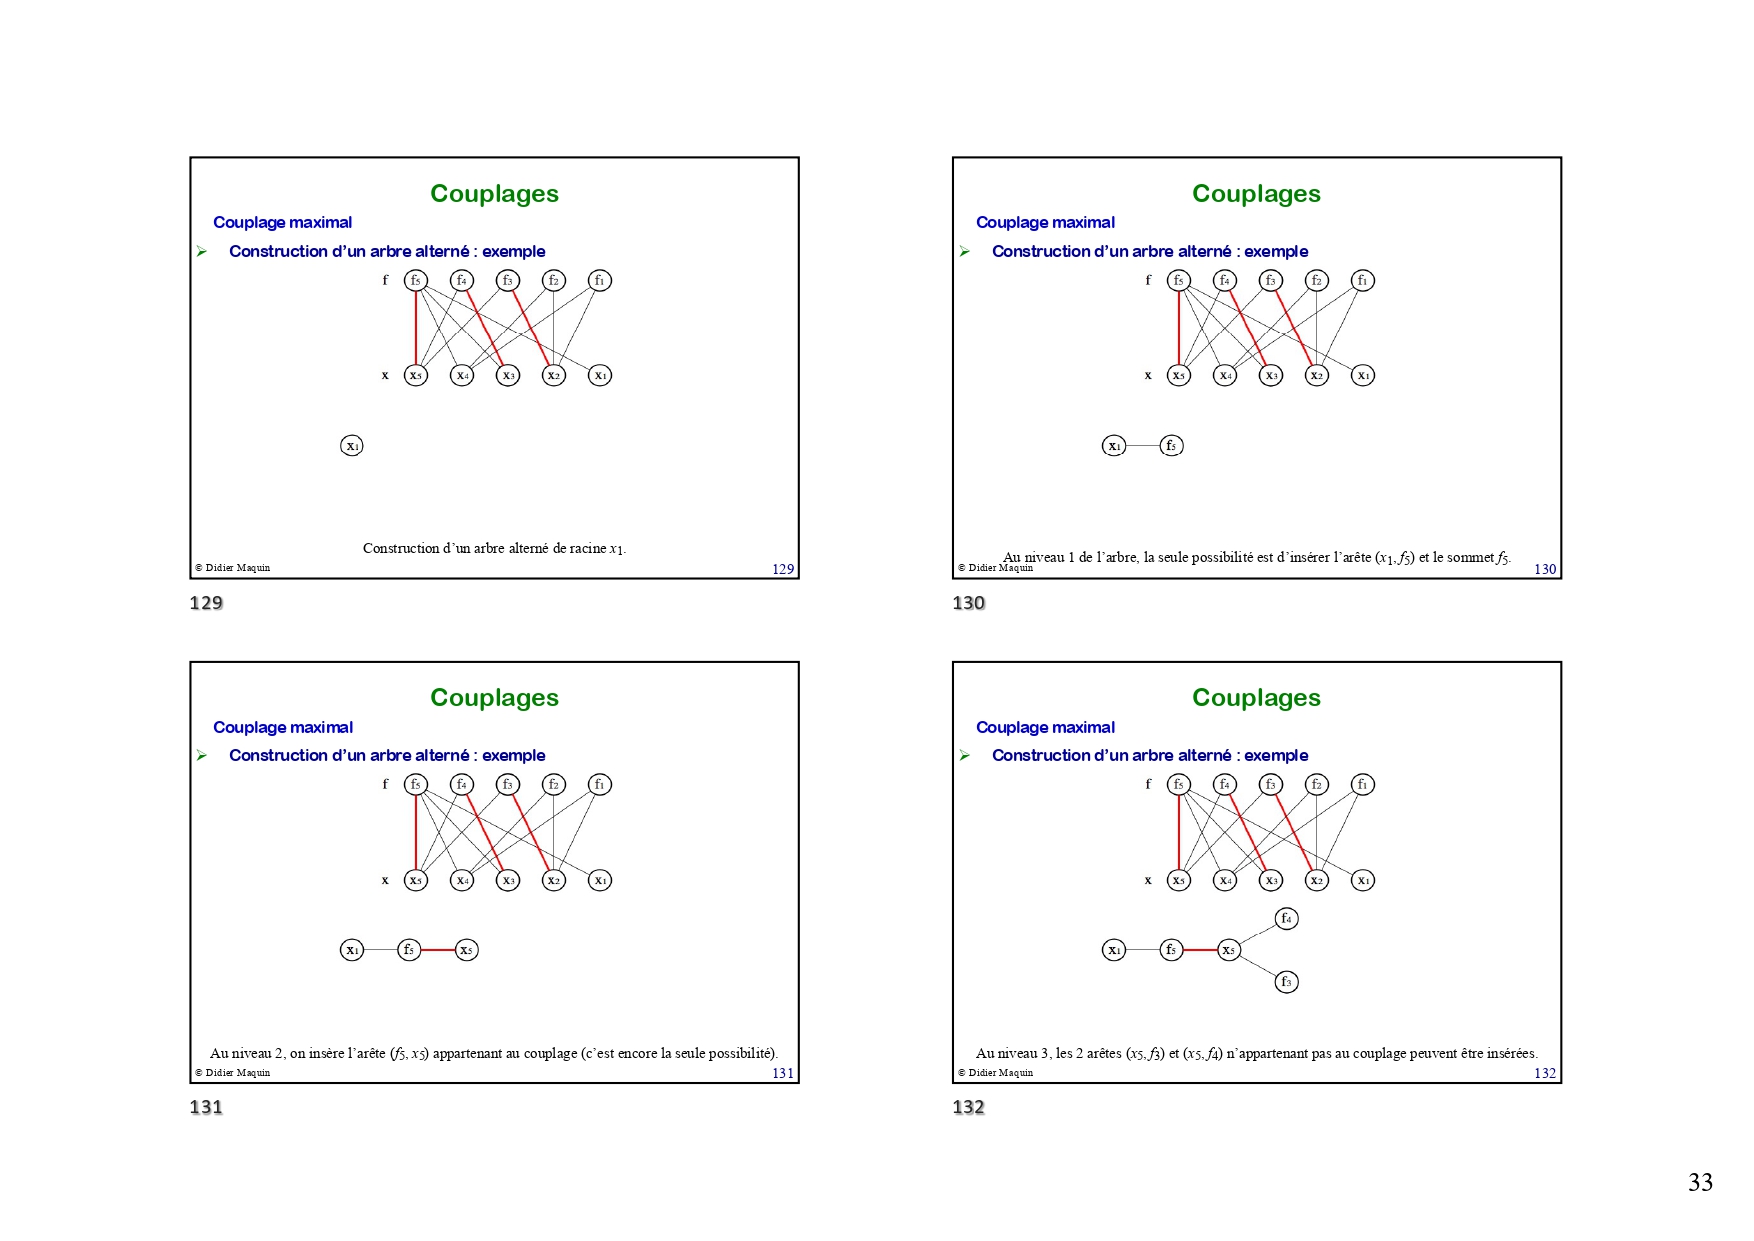 Couplages
Couplage maximal
➢ Construction d’un arbre alterné : exemple
f f5 f4 f3 f2 f1
x x5 x4 x3 x2 x1
x1
Construction d’un arbre alterné de racine x1.
© Didier Maquin 129
129
Couplages
Couplage maximal
➢ Construction d’un arbre alterné : exemple
f f5 f4 f3 f2 f1
x x5 x4 x3 x2 x1
x1 f5
Au niveau 1 de l’arbre, la seule possibilité est d’insérer l’arête (x1, f5) et le sommet f5.
© Didier Maquin 130
130
Couplages
Couplage maximal
➢ Construction d’un arbre alterné : exemple
f f5 f4 f3 f2 f1
x x5 x4 x3 x2 x1
x1 f5 x5
Au niveau 2, on insère l’arête (f5, x5) appartenant au couplage (c’est encore la seule possibilité).
© Didier Maquin 131
131
Couplages
Couplage maximal
➢ Construction d’un arbre alterné : exemple
f f5 f4 f3 f2 f1
x x5 x4 x3 x2 x1
f4
x1 f5 x5
f3
Au niveau 3, les 2 arêtes (x5, f3) et (x5, f4) n’appartenant pas au couplage peuvent être insérées.
© Didier Maquin 132
132
33